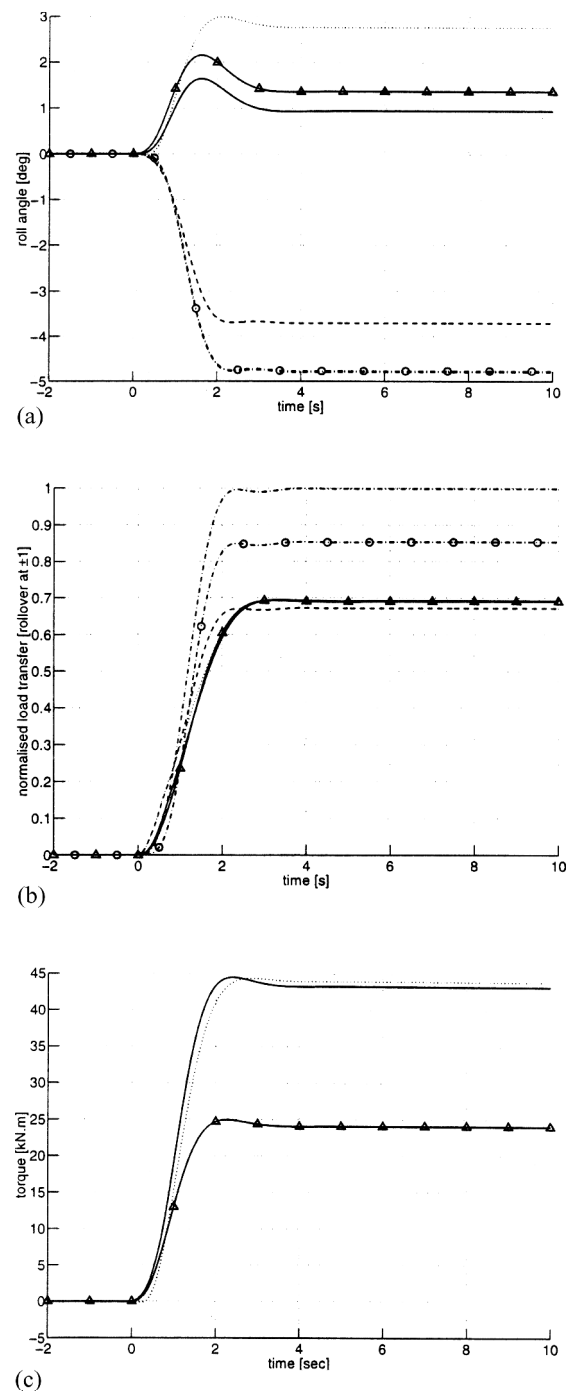 3
2
1
0
−1
−2
−3
−4
−5
roll angle [deg]
−2 0 2 4 6 8 10
time [s]
(a)
1
0.9
0.8
0.7
0.6
0.5
0.4
0.3
0.2
0.1
0
normalised load transfer [rollover at ±1]
−2 0 2 4 6 8 10
time [s]
(b)
45
40
35
30
25
20
15
10
5
0
−5
torque [kN.m]
−2 0 2 4 6 8 10
time [sec]
(c)